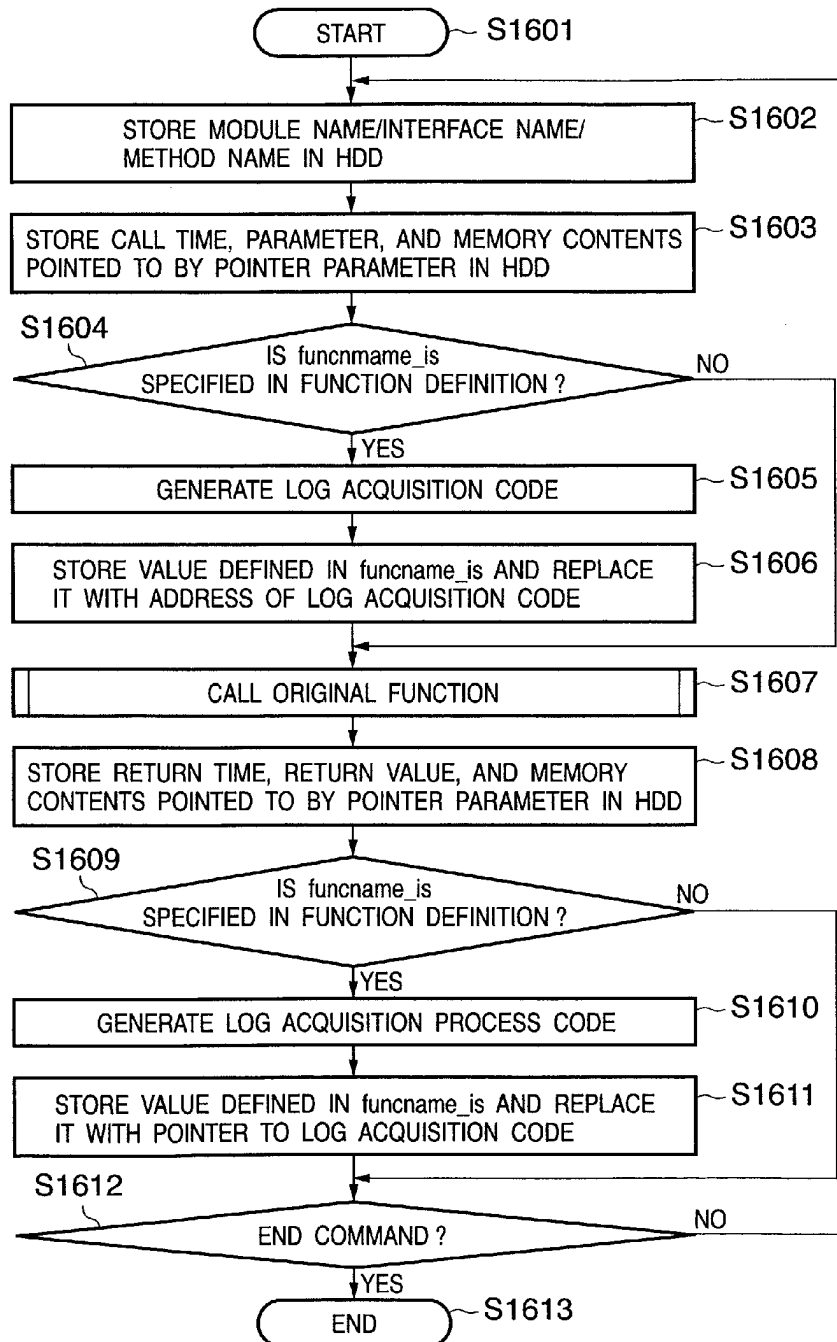 START
S1601
STORE MODULE NAME/INTERFACE NAME/
METHOD NAME IN HDD
S1602
STORE CALL TIME, PARAMETER, AND MEMORY CONTENTS
POINTED TO BY POINTER PARAMETER IN HDD
S1603
S1604
IS funcnmame_is
SPECIFIED IN FUNCTION DEFINITION ?
NO
YES
GENERATE LOG ACQUISITION CODE
S1605
STORE VALUE DEFINED IN funcname_is AND REPLACE
IT WITH ADDRESS OF LOG ACQUISITION CODE
S1606
CALL ORIGINAL FUNCTION
S1607
STORE RETURN TIME, RETURN VALUE, AND MEMORY
CONTENTS POINTED TO BY POINTER PARAMETER IN HDD
S1608
S1609
IS funcname_is
SPECIFIED IN FUNCTION DEFINITION ?
NO
YES
GENERATE LOG ACQUISITION PROCESS CODE
S1610
STORE VALUE DEFINED IN funcname_is AND REPLACE
IT WITH POINTER TO LOG ACQUISITION CODE
S1611
S1612
END COMMAND ?
NO
YES
END
S1613